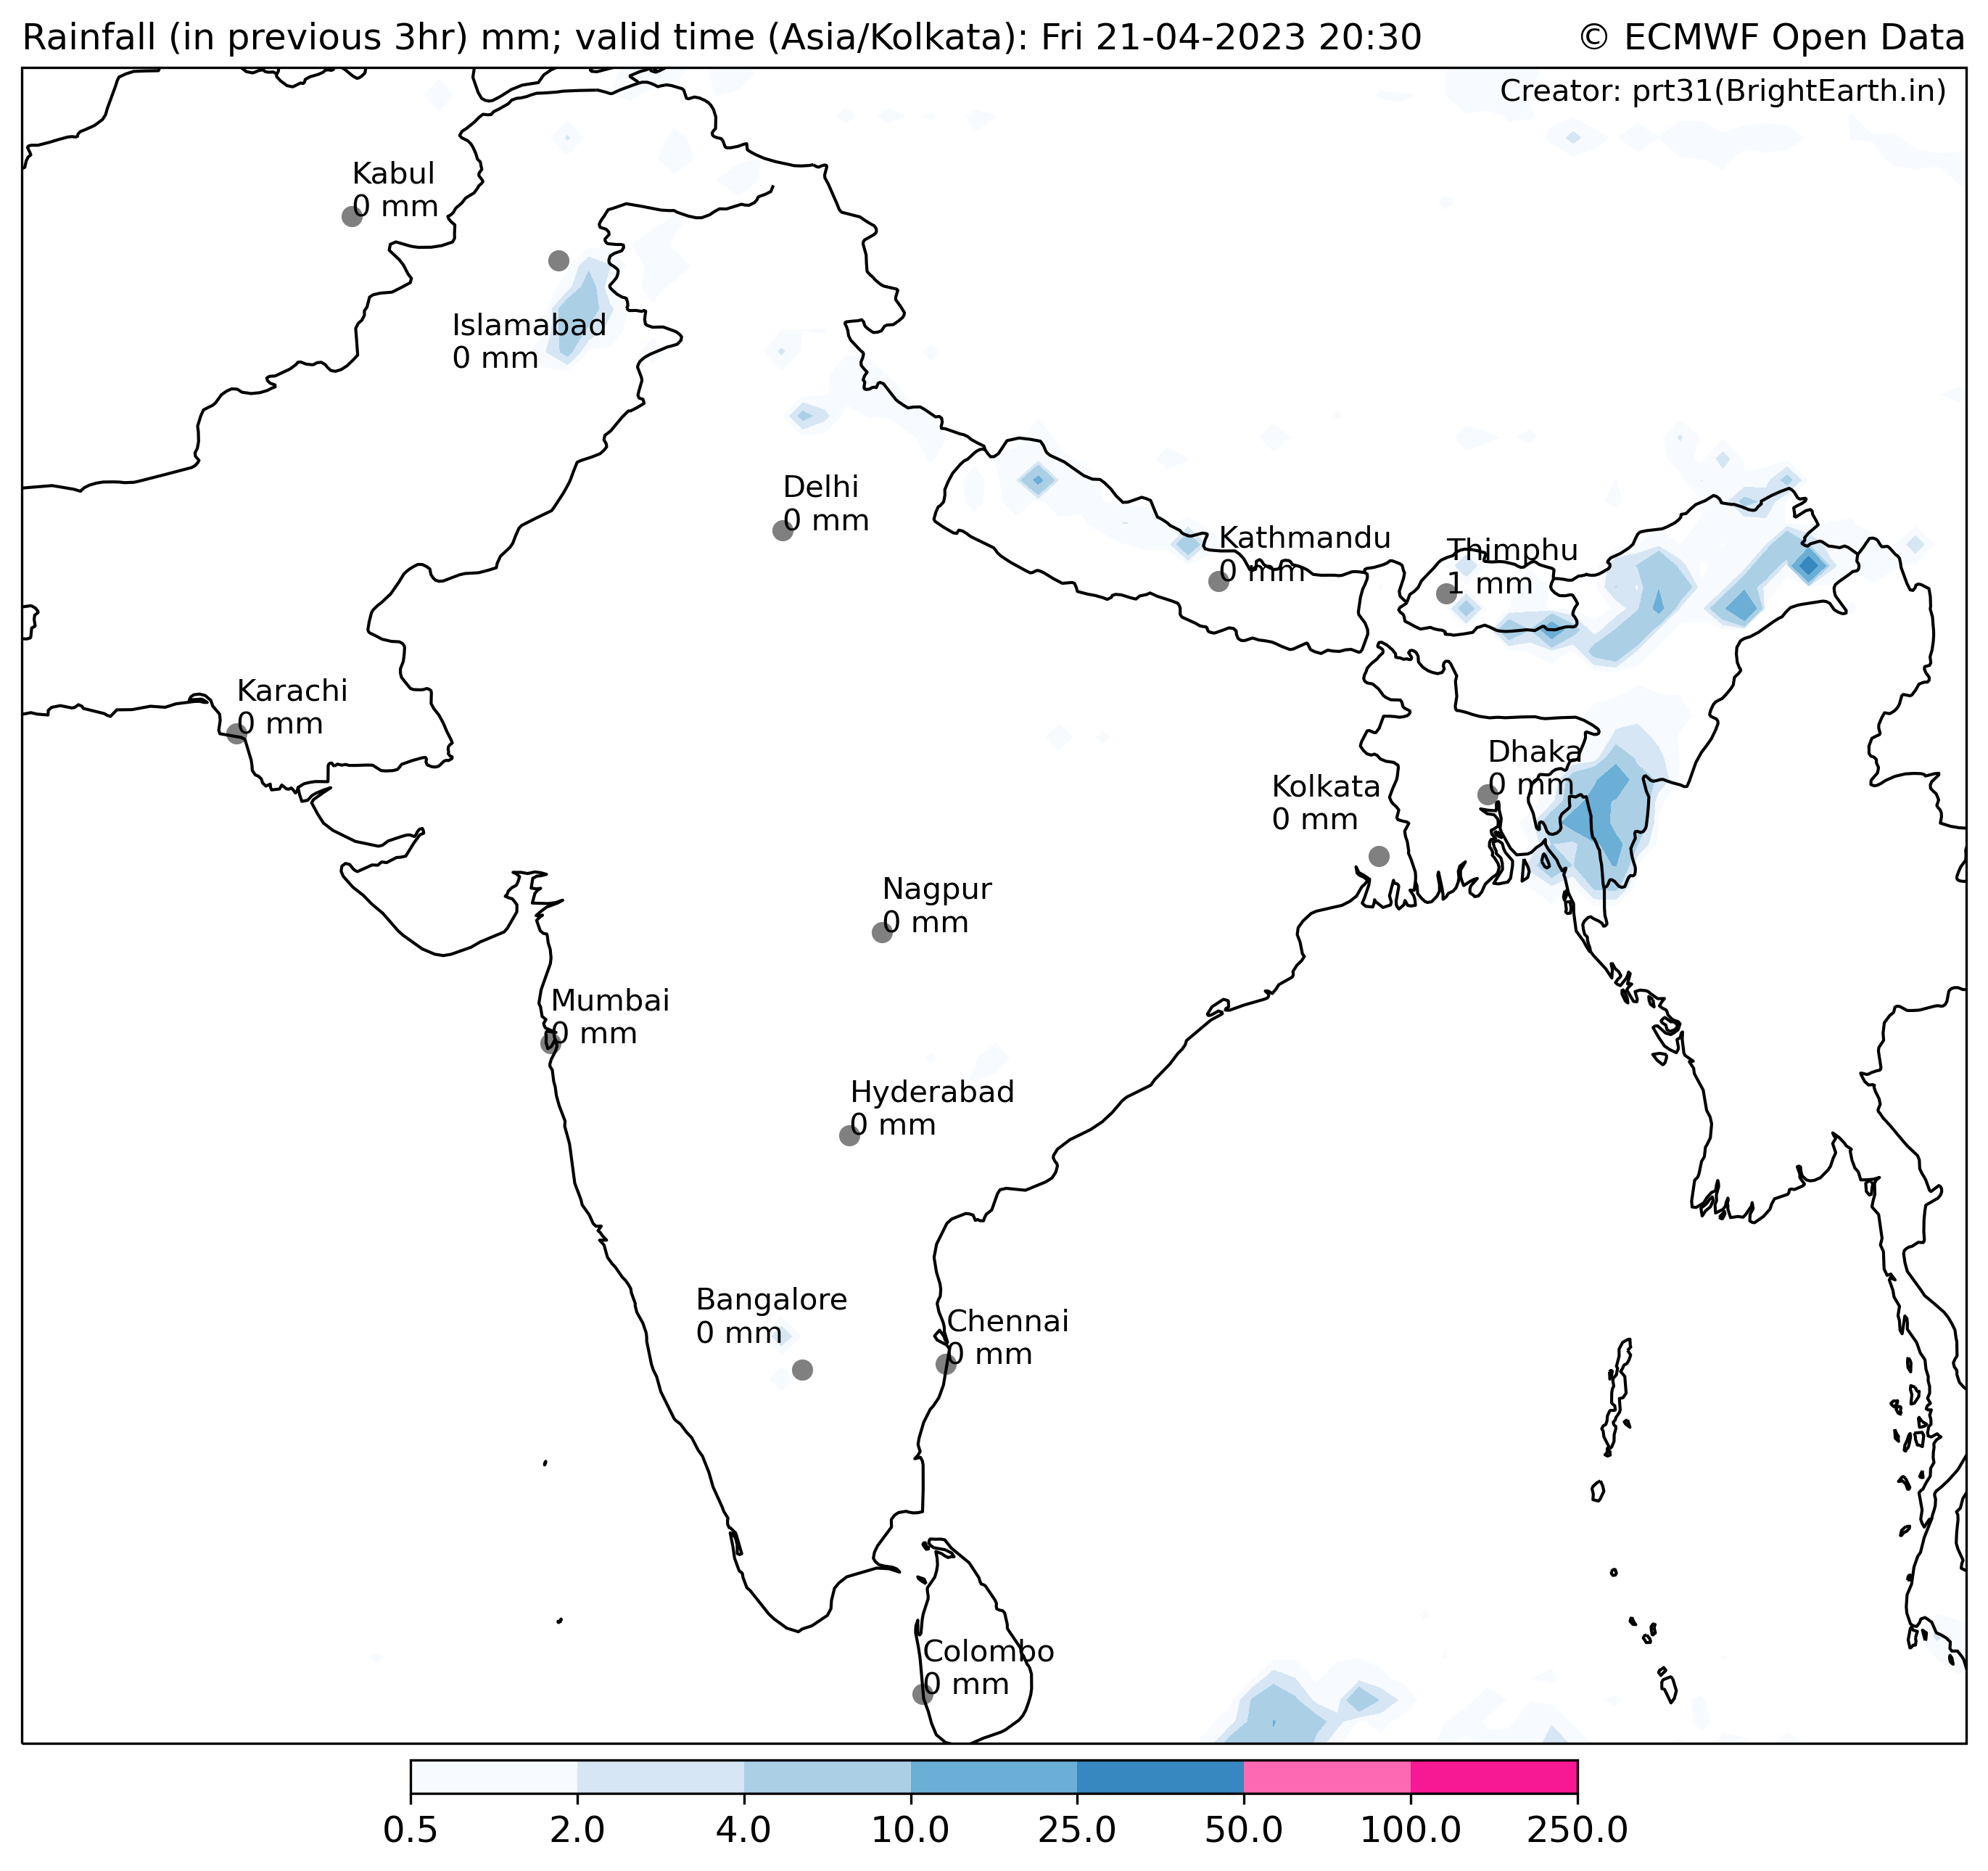 Rainfall (in previous 3hr) mm; valid time (Asia/Kolkata): Fri 21-04-2023 20:30
© ECMWF Open Data
Creator: prt31(BrightEarth.in)
Kabul
0 mm
Islamabad
0 mm
Delhi
0 mm
Kathmandu
0 mm
Thimphu
1 mm
Karachi
0 mm
Dhaka
0 mm
Kolkata
0 mm
Nagpur
0 mm
Mumbai
0 mm
Hyderabad
0 mm
Bangalore
0 mm
Chennai
0 mm
Colombo
0 mm
0.5 2.0 4.0 10.0 25.0 50.0 100.0 250.0